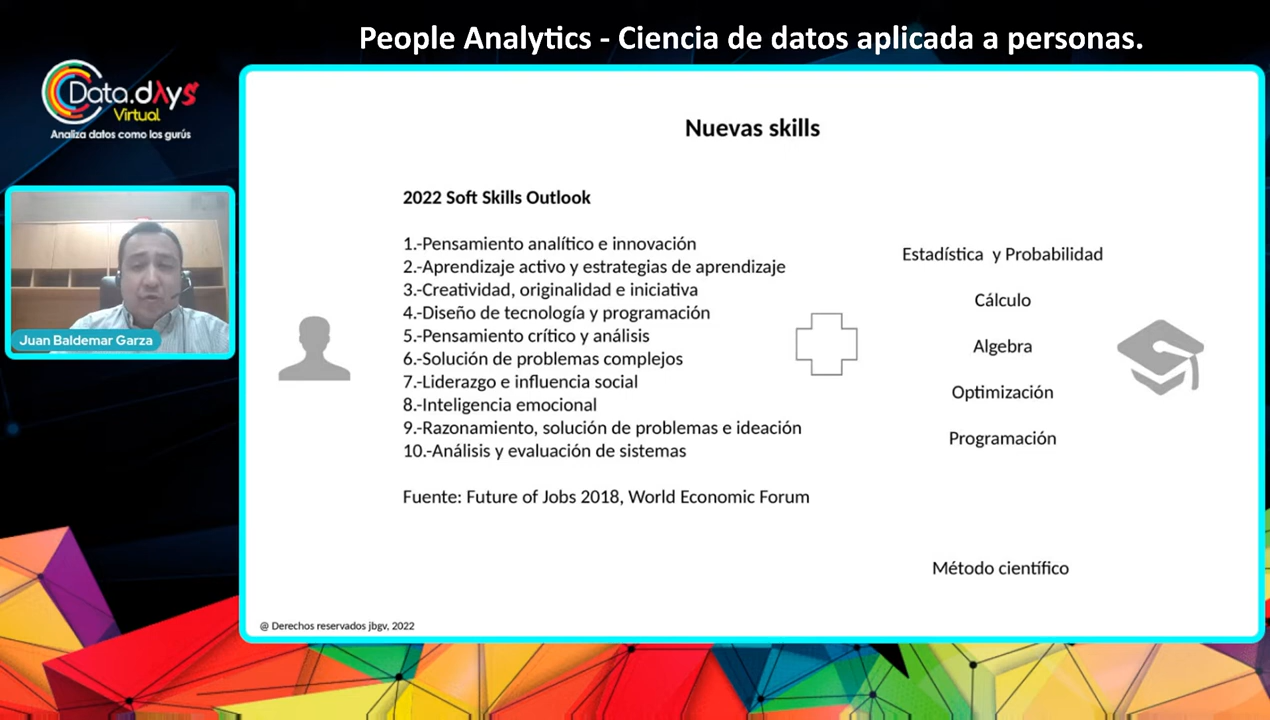 People Analytics - Ciencia de datos aplicada a personas.
Data.dAys
Virtual
Analiza datos como los gurús
Juan Baldemar Garza
Nuevas skills
2022 Soft Skills Outlook
1.-Pensamiento analítico e innovación
2.-Aprendizaje activo y estrategias de aprendizaje
3.-Creatividad, originalidad e iniciativa
4.-Diseño de tecnología y programación
5.-Pensamiento crítico y análisis
6.-Solución de problemas complejos
7.-Liderazgo e influencia social
8.-Inteligencia emocional
9.-Razonamiento, solución de problemas e ideación
10.-Análisis y evaluación de sistemas
Fuente: Future of Jobs 2018, World Economic Forum
Estadística y Probabilidad
Cálculo
Algebra
Optimización
Programación
Método científico
@ Derechos reservados jbgv, 2022